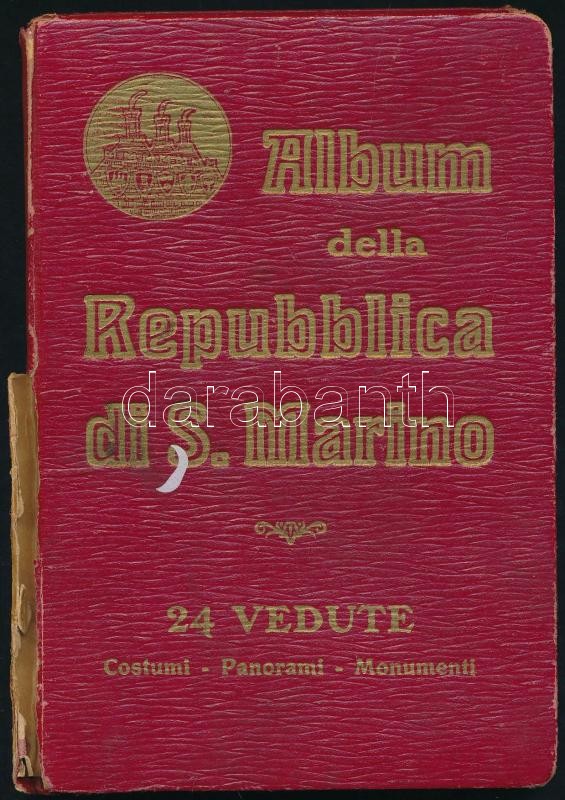 Album
della
Repubblica
darabanth
di S. Marino
24 VEDUTE
Costumi - Panorami - Monumenti